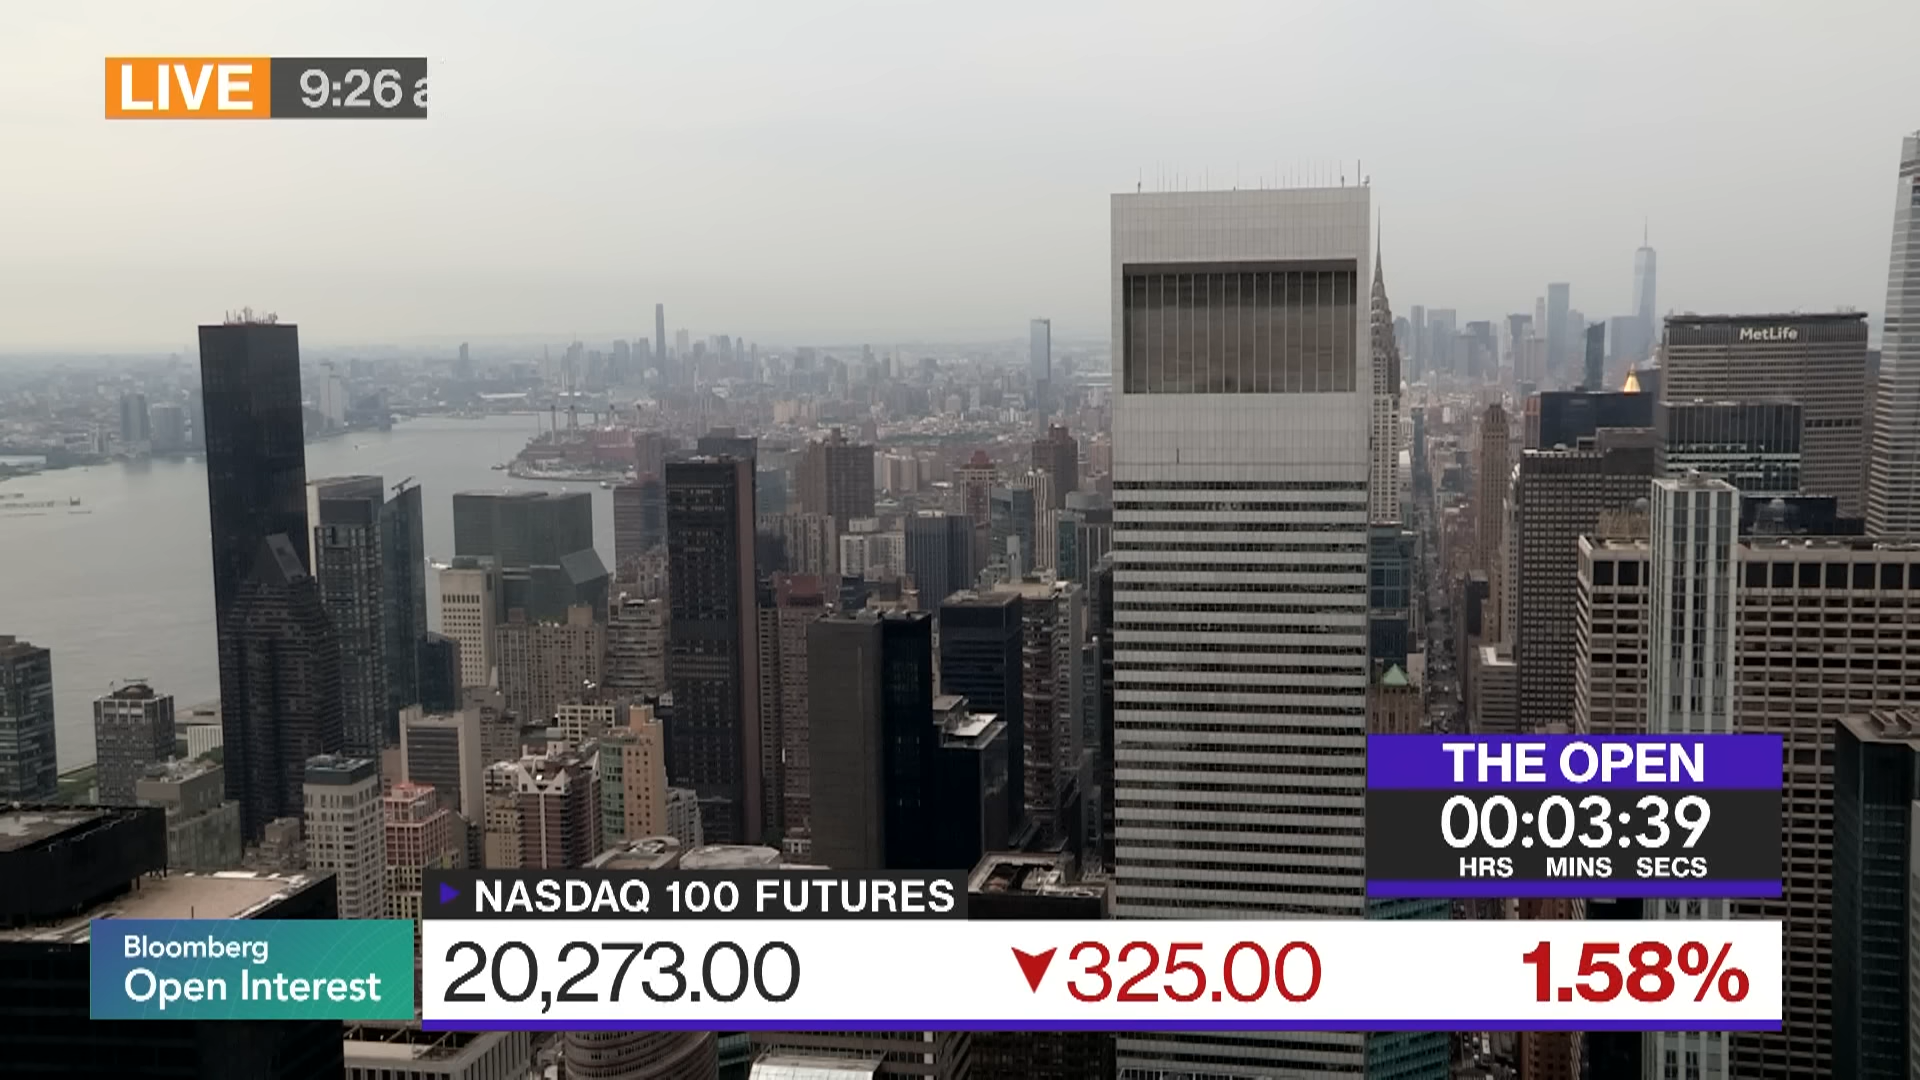 LIVE 9:26 a
MetLife
THE OPEN
00:03:39
HRS MINS SECS
NASDAQ 100 FUTURES
Bloomberg
Open Interest
20,273.00 ▼325.00 1.58%